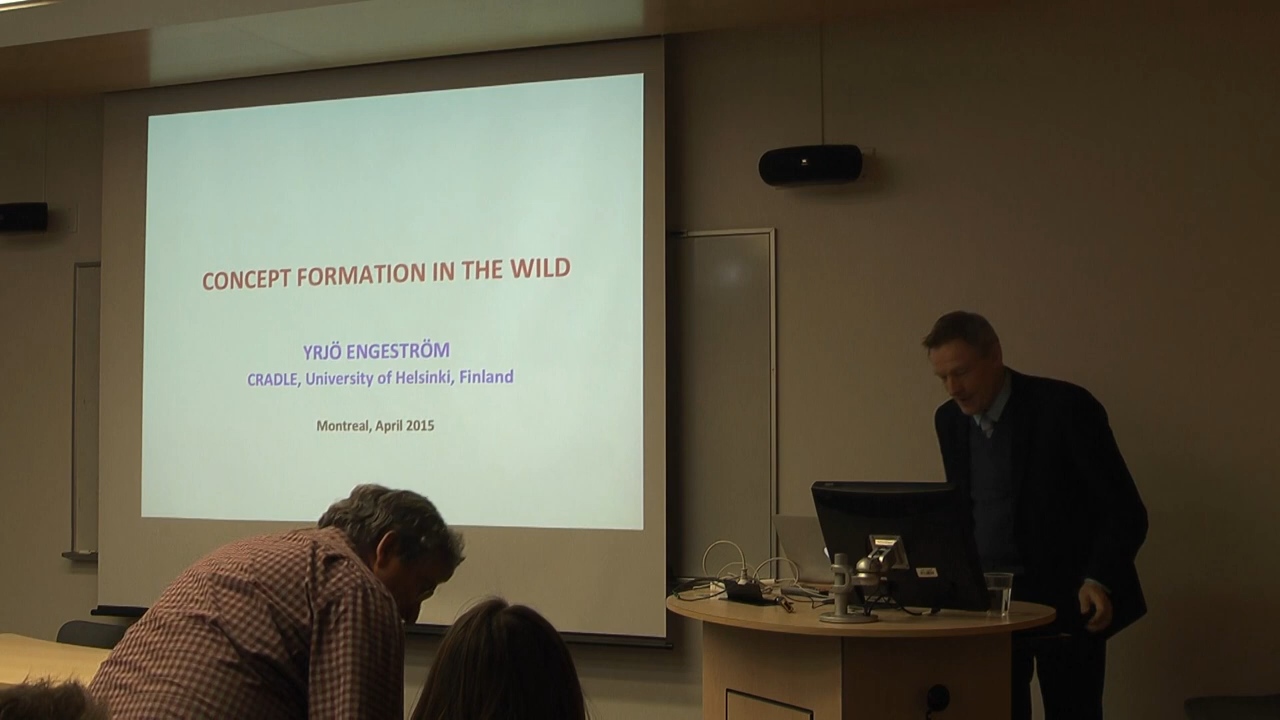 CONCEPT FORMATION IN THE WILD
YRJÖ ENGESTRÖM
CRADLE, University of Helsinki, Finland
Montreal, April 2015